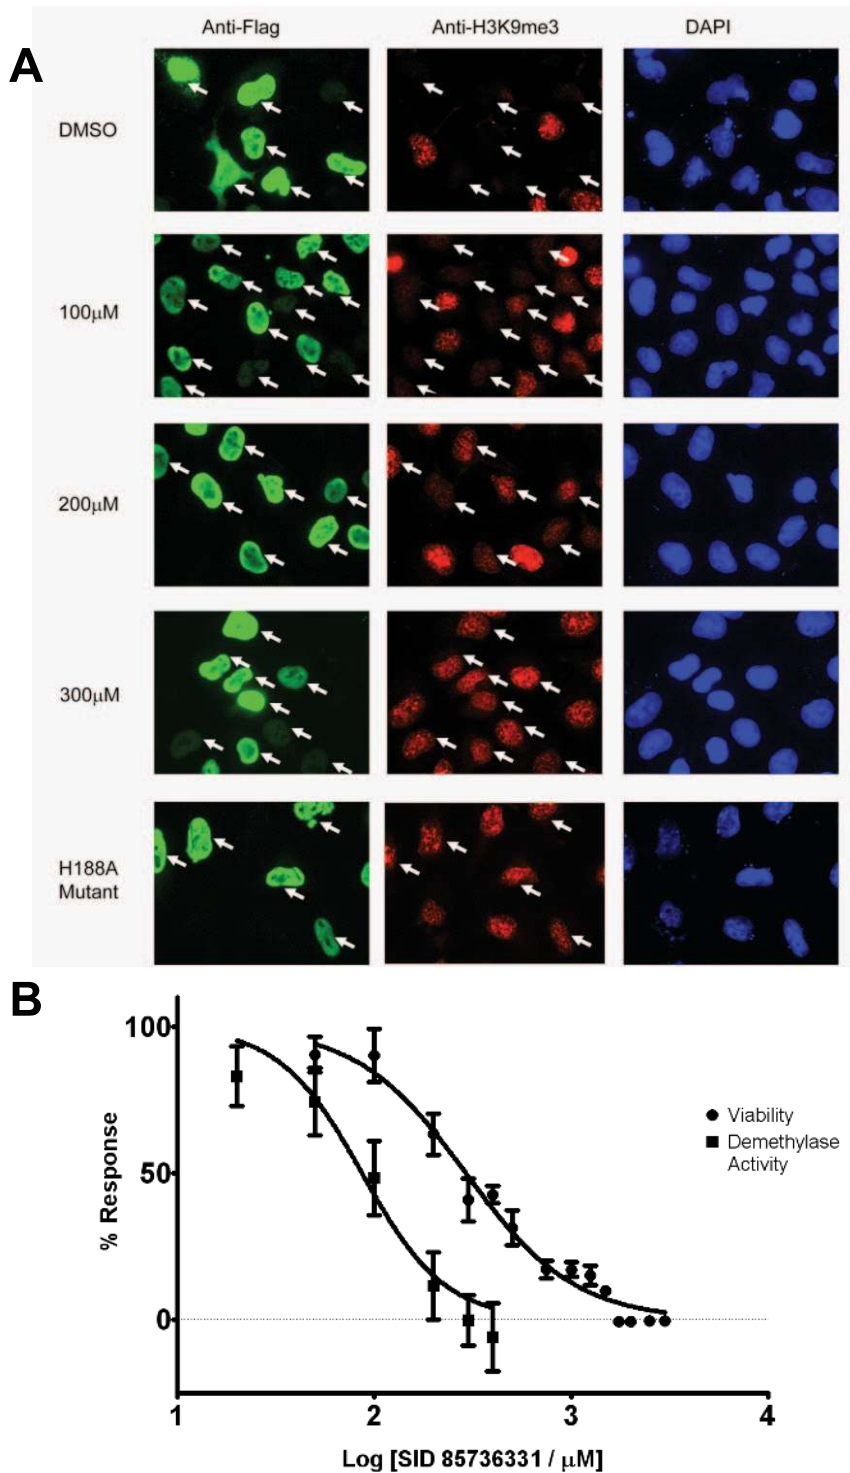 A
Anti-Flag
Anti-H3K9me3
DAPI
DMSO
100μM
200μM
300μM
H188A
Mutant
B
% Response
100
50
0
Viability
Demethylase
Activity
1
2
3
4
Log [SID 85736331 / μM]